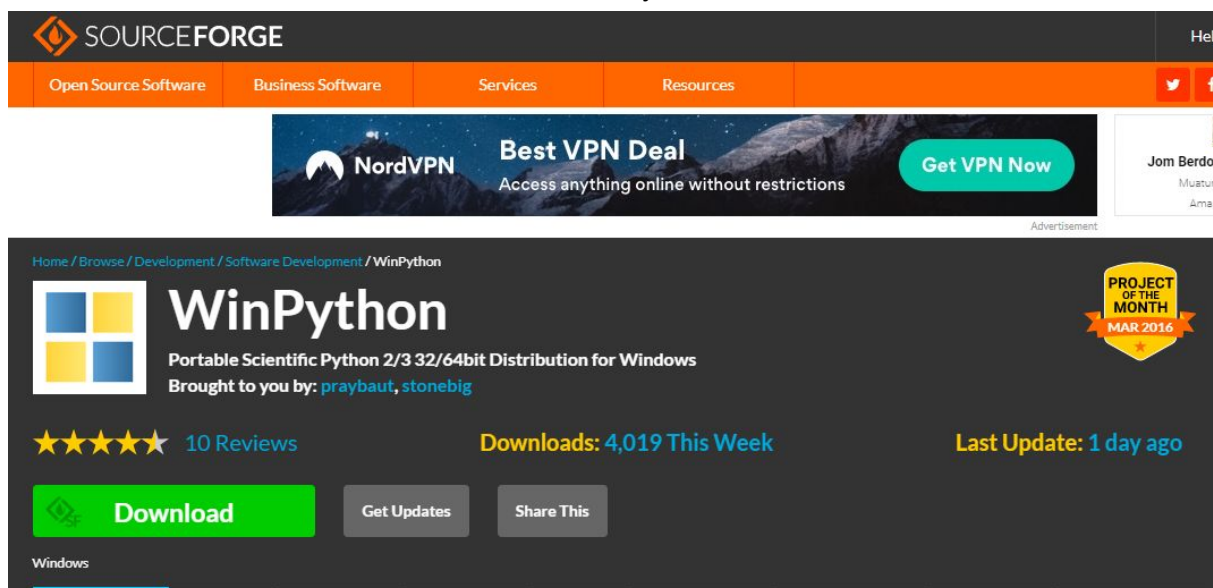 SOURCEFORGE
Hel
Open Source Software Business Software Services Resources
NordVPN
Best VPN Deal
Access anything online without restrictions
Get VPN Now
Jom Berdo
Muatu
Ama
Advertisement
Home / Browse / Development / Software Development / WinPython
WinPython
Portable Scientific Python 2/3 32/64bit Distribution for Windows
Brought to you by: praybaut, stonebig
PROJECT
OF THE
MONTH
MAR 2016
10 Reviews Downloads: 4,019 This Week Last Update: 1 day ago
SF Download Get Updates Share This
Windows